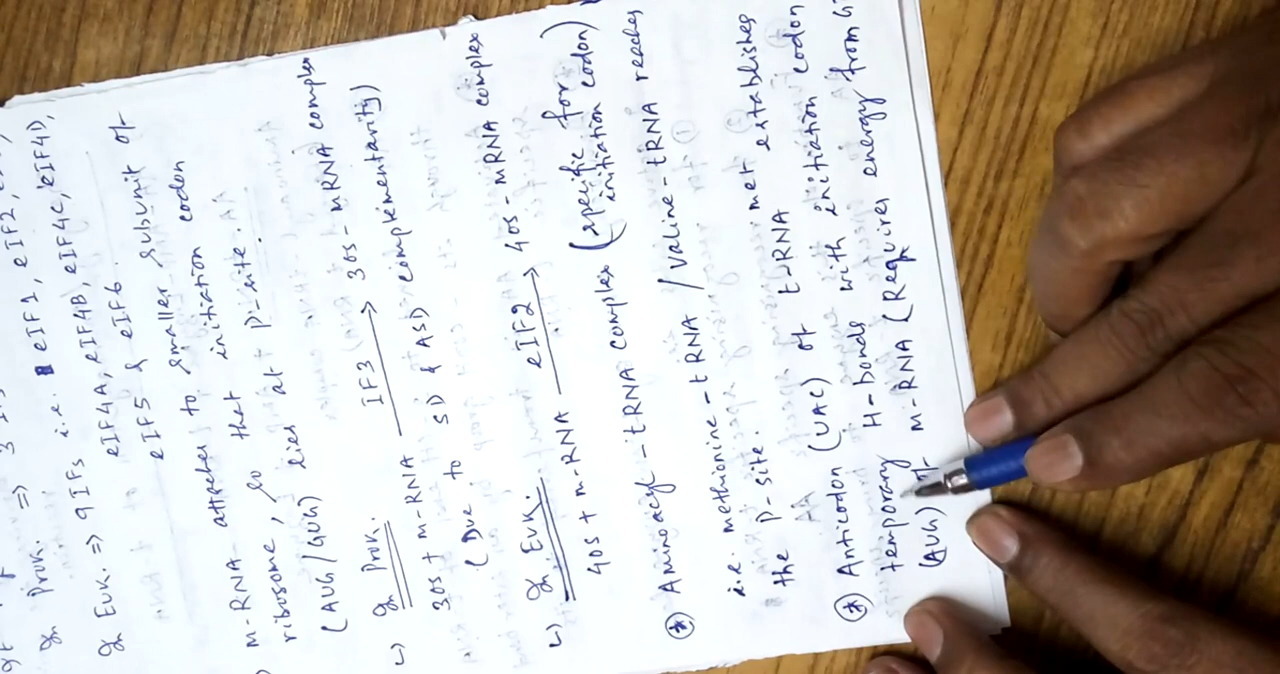 In Prok. => 3 IFs
In Euk. => 9 IFs i.e. eIF1, eIF2,
eIF4A, eIF4B, eIF4C, eIF4D,
eIF5 & eIF6.
m-RNA attaches to smaller subunit of
ribosome, so that initiation codon
(AUG/GUG) lies at P-site.
↳) In Prok.
30s + m-RNA IF3 → 30s-mRNA complex
(Due to SD & ASD complementarity)
↳) In Euk.
40s + m-RNA eIF2 → 40s-mRNA complex
(specific for initiation codon)
* Aminoacyl-tRNA complex
i.e. methionine-tRNA / Valine-tRNA reaches
the P-site.
* Anticodon (UAC) of t-RNA met establishes
temporary H-bonds with initiation codon
(AUG) of m-RNA (Requires energy from